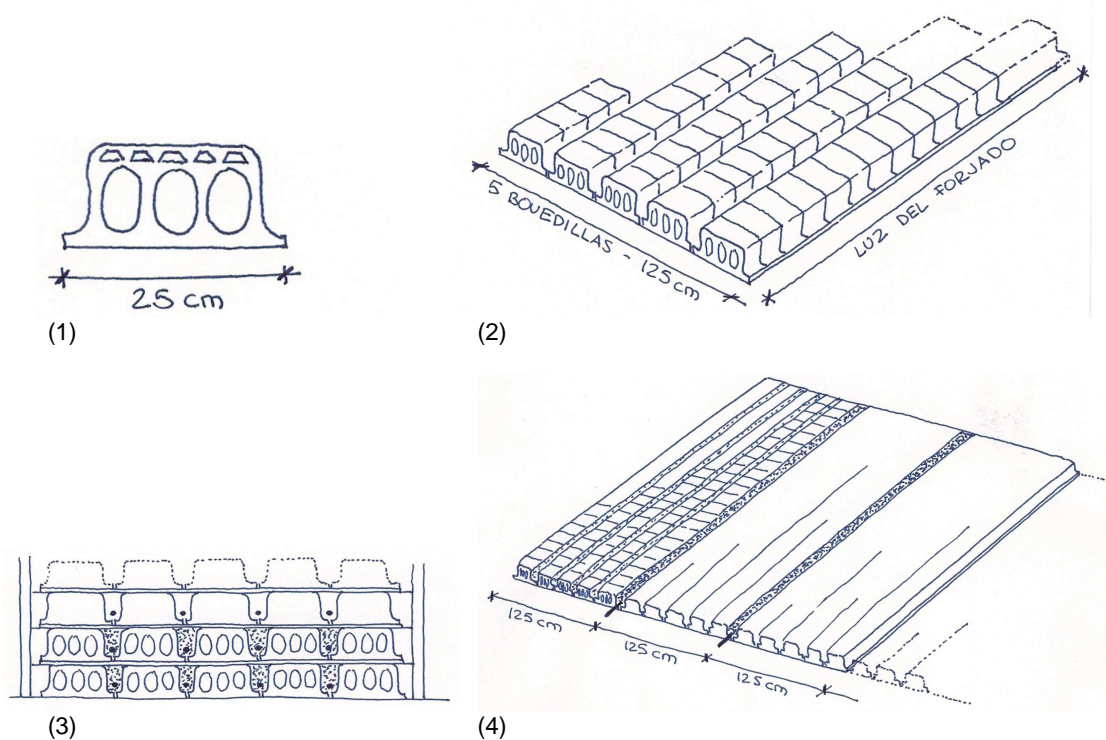 25 cm
(1)
5 BOVEDILLAS - 125 cm
LUZ DEL FORJADO
(2)
(3)
125 cm
125 cm
125 cm
(4)